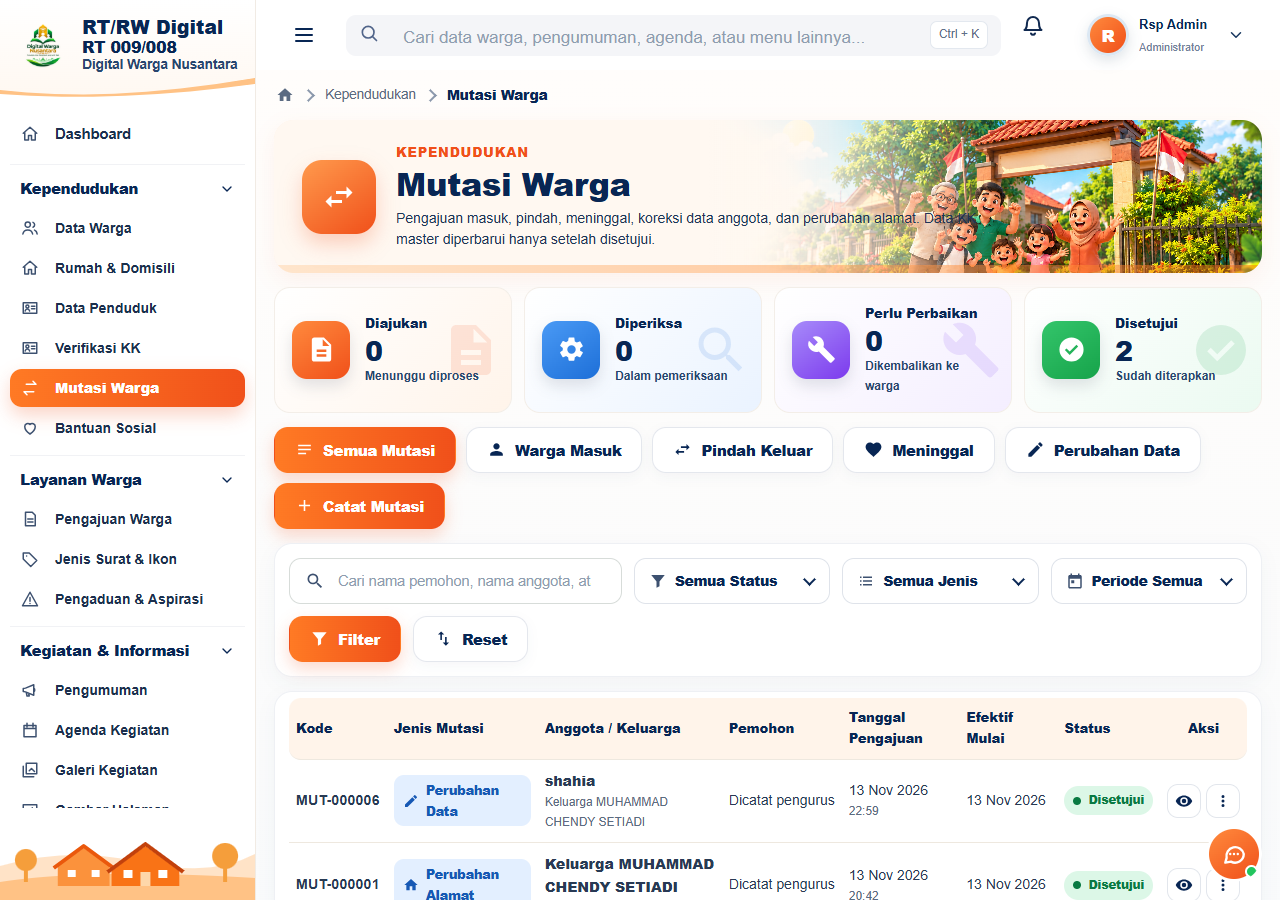 RT/RW Digital
RT 009/008
Digital Warga Nusantara
Digital Warga
Nusantara
Cari data warga, pengumuman, agenda, atau menu lainnya...
Ctrl + K
R
Rsp Admin
Administrator
Kependudukan
Mutasi Warga
Dashboard
Kependudukan
Data Warga
Rumah & Domisili
Data Penduduk
Verifikasi KK
Mutasi Warga
Bantuan Sosial
Layanan Warga
Pengajuan Warga
Jenis Surat & Ikon
Pengaduan & Aspirasi
Kegiatan & Informasi
Pengumuman
Agenda Kegiatan
Galeri Kegiatan
KEPENDUDUKAN
Mutasi Warga
Pengajuan masuk, pindah, meninggal, koreksi data anggota, dan perubahan alamat. Data KK
master diperbarui hanya setelah disetujui.
Diajukan
0
Menunggu diproses
Diperiksa
0
Dalam pemeriksaan
Perlu Perbaikan
0
Dikembalikan ke
warga
Disetujui
2
Sudah diterapkan
Semua Mutasi
Warga Masuk
Pindah Keluar
Meninggal
Perubahan Data
Catat Mutasi
Cari nama pemohon, nama anggota, at
Semua Status
Semua Jenis
Periode Semua
Filter
Reset
Kode
Jenis Mutasi
Anggota / Keluarga
Pemohon
Tanggal
Pengajuan
Efektif
Mulai
Status
Aksi
MUT-000006
Perubahan
Data
shahia
Keluarga MUHAMMAD
CHENDY SETIADI
Dicatat pengurus
13 Nov 2026
22:59
13 Nov 2026
Disetujui
MUT-000001
Perubahan
Alamat
Keluarga MUHAMMAD
CHENDY SETIADI
Dicatat pengurus
13 Nov 2026
20:42
13 Nov 2026
Disetujui